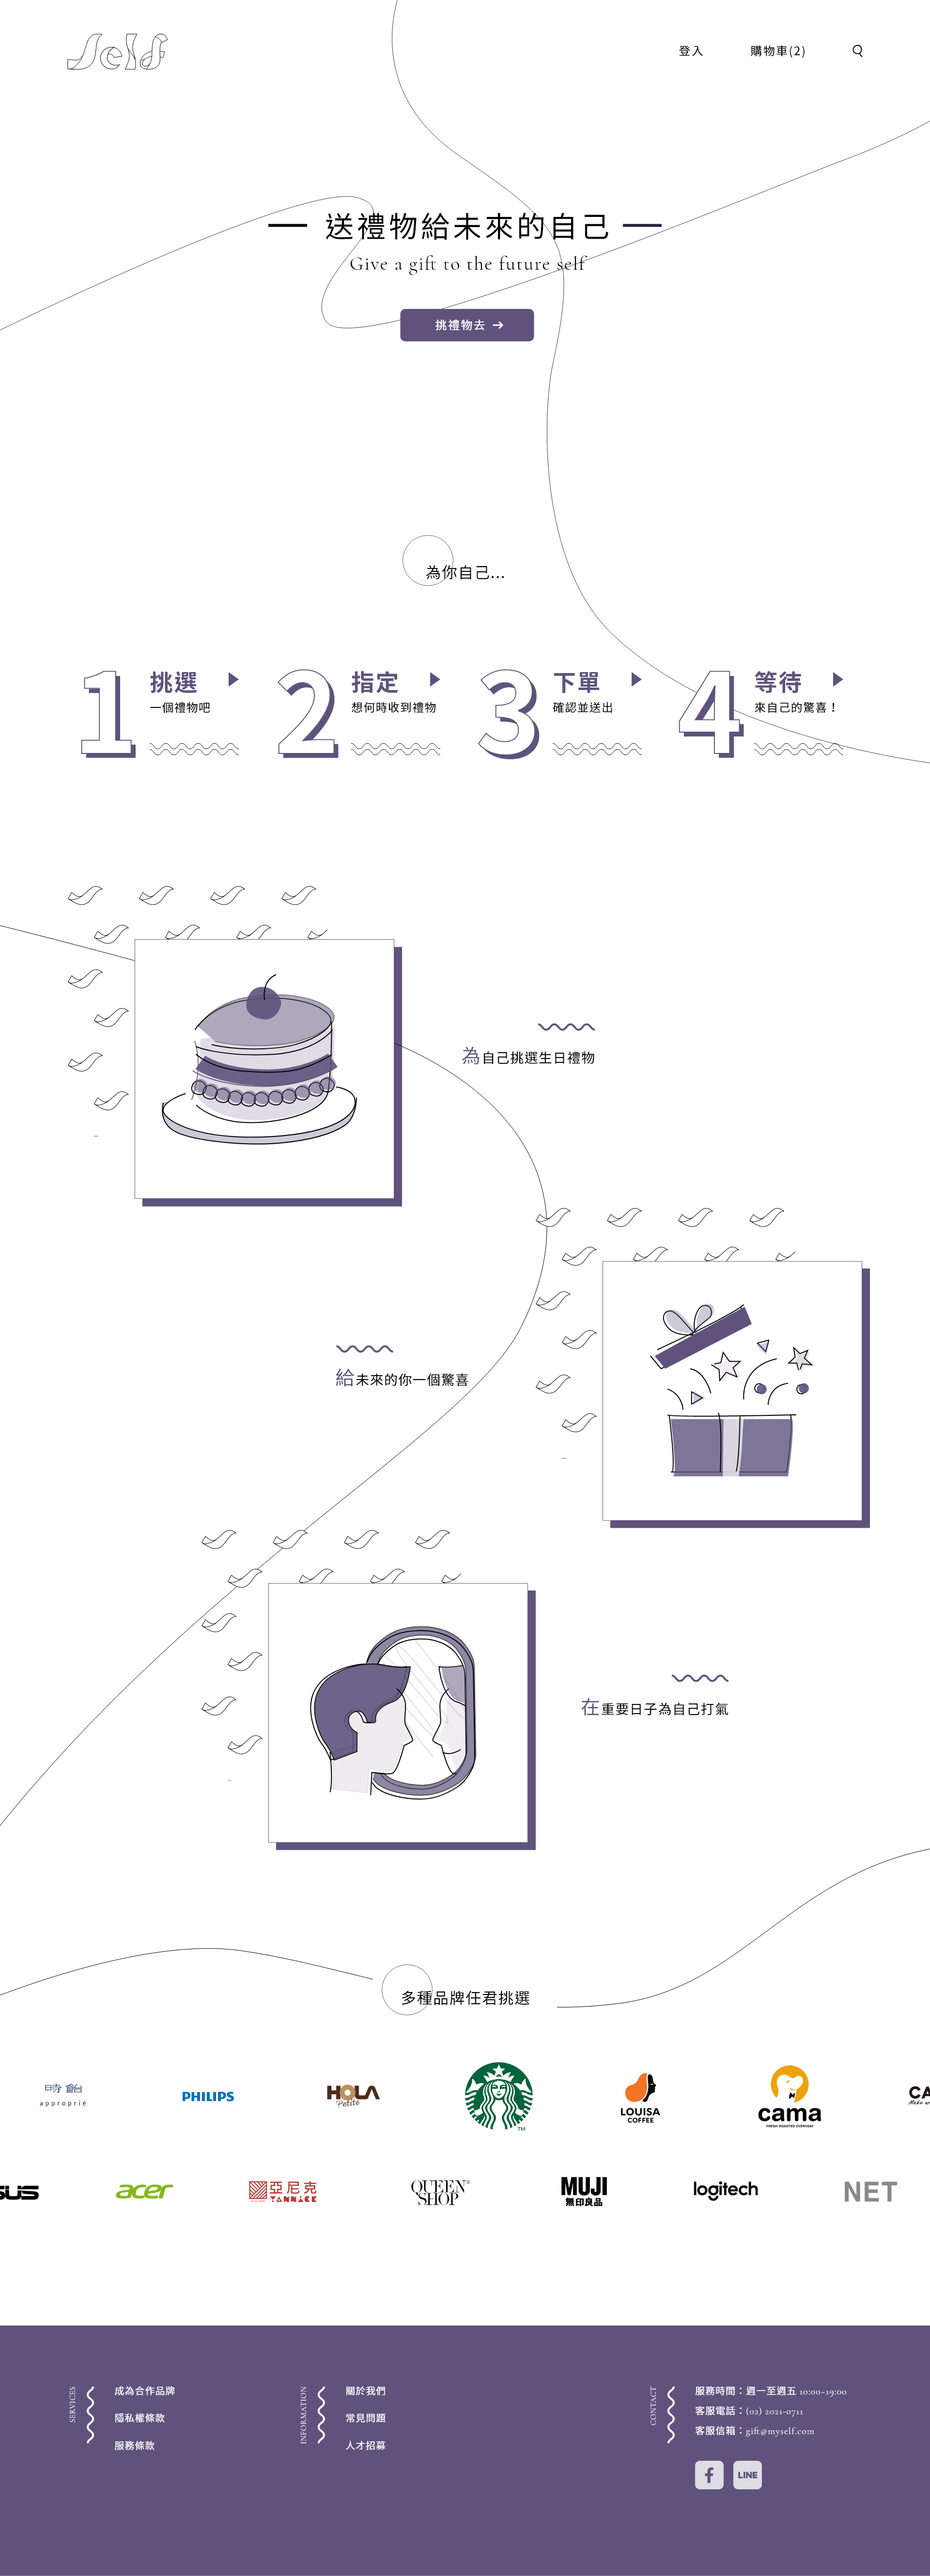 Self
登入
購物車(2)
送禮物給未來的自己
Give a gift to the future self
挑禮物去
為你自己...
1
挑選
一個禮物吧
2
指定
想何時收到禮物
3
下單
確認並送出
4
等待
來自己的驚喜！
為自己挑選生日禮物
給未來的你一個驚喜
在重要日子為自己打氣
多種品牌任君挑選
時飴
approprié
PHILIPS
HOLA
Petite
TM
LOUISA
COFFEE
cama
FRESH ROASTED EVERYDAY
CA
SUS
acer
亞尼克
YANNICK
QUEEN
SHOP
MUJI
無印良品
logitech
NET
SERVICES
成為合作品牌
隱私權條款
服務條款
INFORMATION
關於我們
常見問題
人才招募
CONTACT
服務時間：週一至週五 10:00-19:00
客服電話：(02) 2021-0711
客服信箱：gift@myself.com
f
LINE